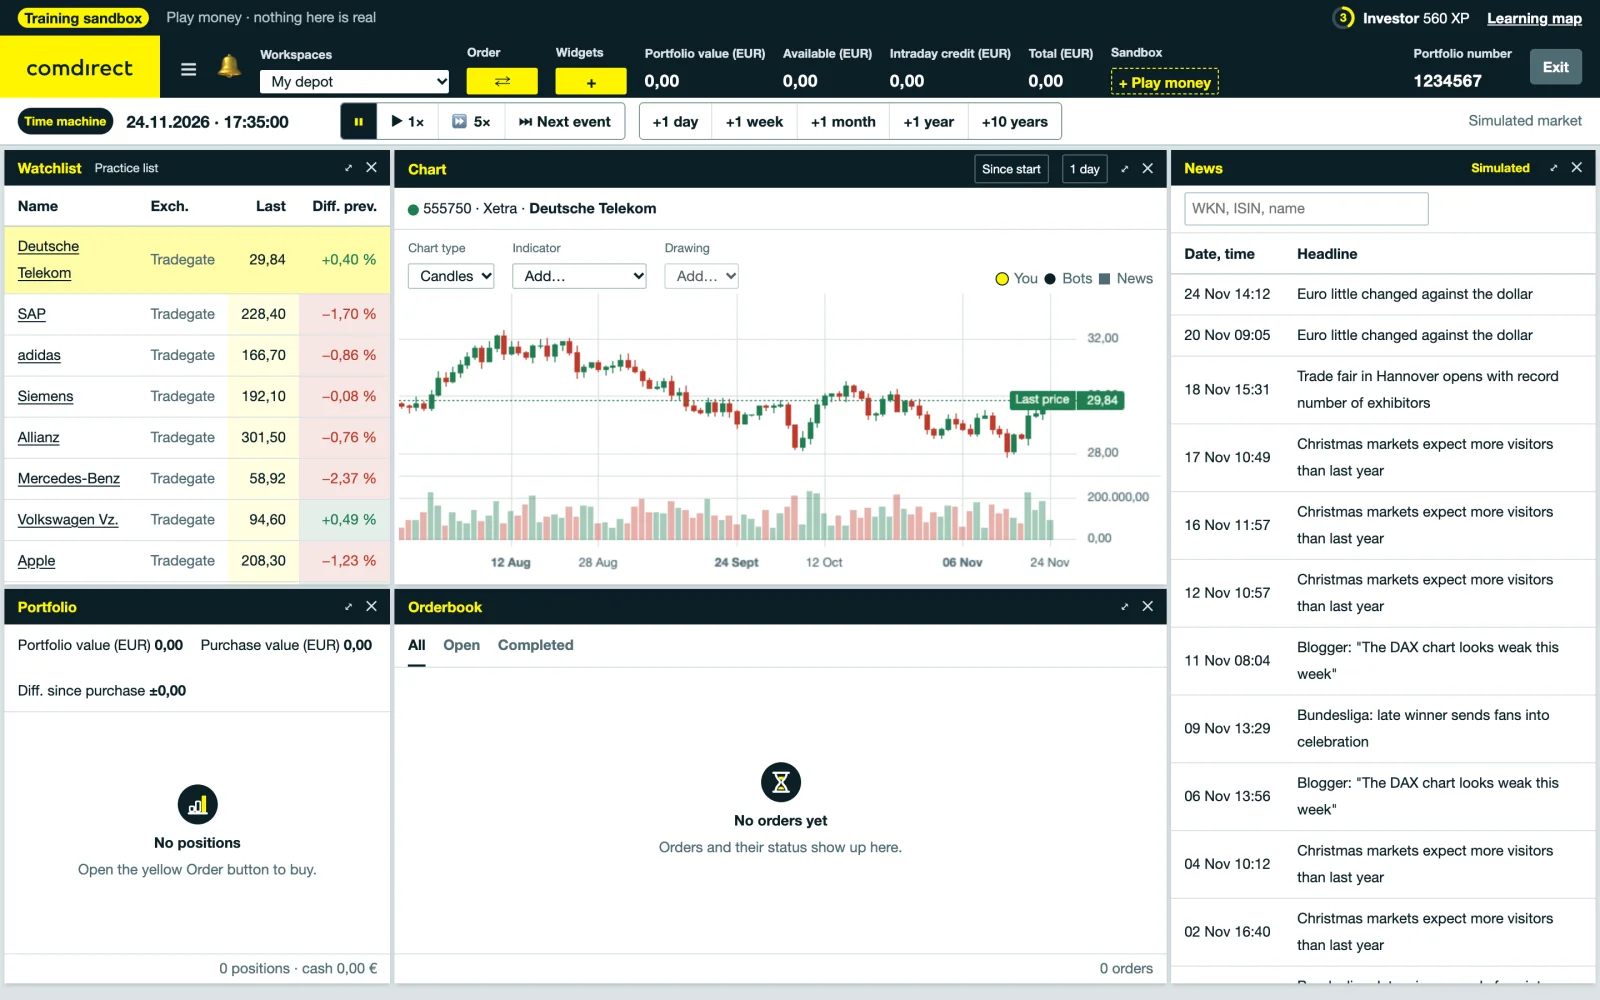 Training sandbox Play money · nothing here is real
3 Investor 560 XP Learning map
comdirect
Workspaces
My depot
Order
Widgets
+
Portfolio value (EUR)
0,00
Available (EUR)
0,00
Intraday credit (EUR)
0,00
Total (EUR)
0,00
Sandbox
+ Play money
Portfolio number
1234567
Exit
Time machine 24.11.2026 · 17:35:00
1× 5× Next event
+1 day +1 week +1 month +1 year +10 years
Simulated market
Watchlist Practice list
Name Exch. Last Diff. prev.
Deutsche Telekom Tradegate 29,84 +0,40 %
SAP Tradegate 228,40 −1,70 %
adidas Tradegate 166,70 −0,86 %
Siemens Tradegate 192,10 −0,08 %
Allianz Tradegate 301,50 −0,76 %
Mercedes-Benz Tradegate 58,92 −2,37 %
Volkswagen Vz. Tradegate 94,60 +0,49 %
Apple Tradegate 208,30 −1,23 %
Chart Since start 1 day
555750 · Xetra · Deutsche Telekom
Chart type Indicator Drawing
Candles Add... Add...
You Bots News
32,00
Last price 29,84
28,00
200.000,00
0,00
12 Aug 28 Aug 24 Sept 12 Oct 06 Nov 24 Nov
News Simulated
WKN, ISIN, name
Date, time Headline
24 Nov 14:12 Euro little changed against the dollar
20 Nov 09:05 Euro little changed against the dollar
18 Nov 15:31 Trade fair in Hannover opens with record
number of exhibitors
17 Nov 10:49 Christmas markets expect more visitors
than last year
16 Nov 11:57 Christmas markets expect more visitors
than last year
12 Nov 10:57 Christmas markets expect more visitors
than last year
11 Nov 08:04 Blogger: "The DAX chart looks weak this
week"
09 Nov 13:29 Bundesliga: late winner sends fans into
celebration
06 Nov 13:56 Blogger: "The DAX chart looks weak this
week"
04 Nov 10:12 Christmas markets expect more visitors
than last year
02 Nov 16:40 Christmas markets expect more visitors
than last year
Portfolio
Portfolio value (EUR) 0,00 Purchase value (EUR) 0,00
Diff. since purchase ±0,00
No positions
Open the yellow Order button to buy.
0 positions · cash 0,00 €
Orderbook
All Open Completed
No orders yet
Orders and their status show up here.
0 orders